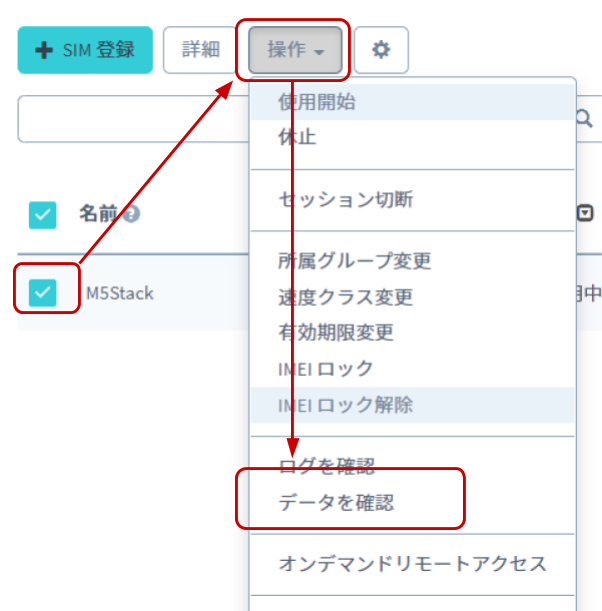 + SIM 登録 詳細 操作
使用開始
休止
セッション切断
名前
所属グループ変更
M5Stack
用中
速度クラス変更
有効期限変更
IMEI ロック
IMEI ロック解除
ログを確認
データを確認
オンデマンドリモートアクセス